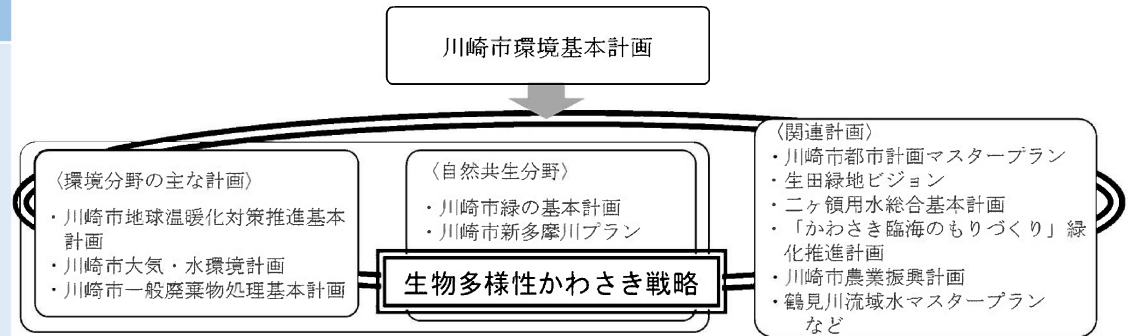 川崎市環境基本計画
〈環境分野の主な計画〉
・川崎市地球温暖化対策推進基本
計画
・川崎市大気・水環境計画
・川崎市一般廃棄物処理基本計画
〈自然共生分野〉
・川崎市緑の基本計画
・川崎市新多摩川プラン
生物多様性かわさき戦略
〈関連計画〉
・川崎市都市計画マスタープラン
・生田緑地ビジョン
・二ヶ領用水総合基本計画
・「かわさき臨海のもりづくり」緑
化推進計画
・川崎市農業振興計画
・鶴見川流域水マスタープラン
など